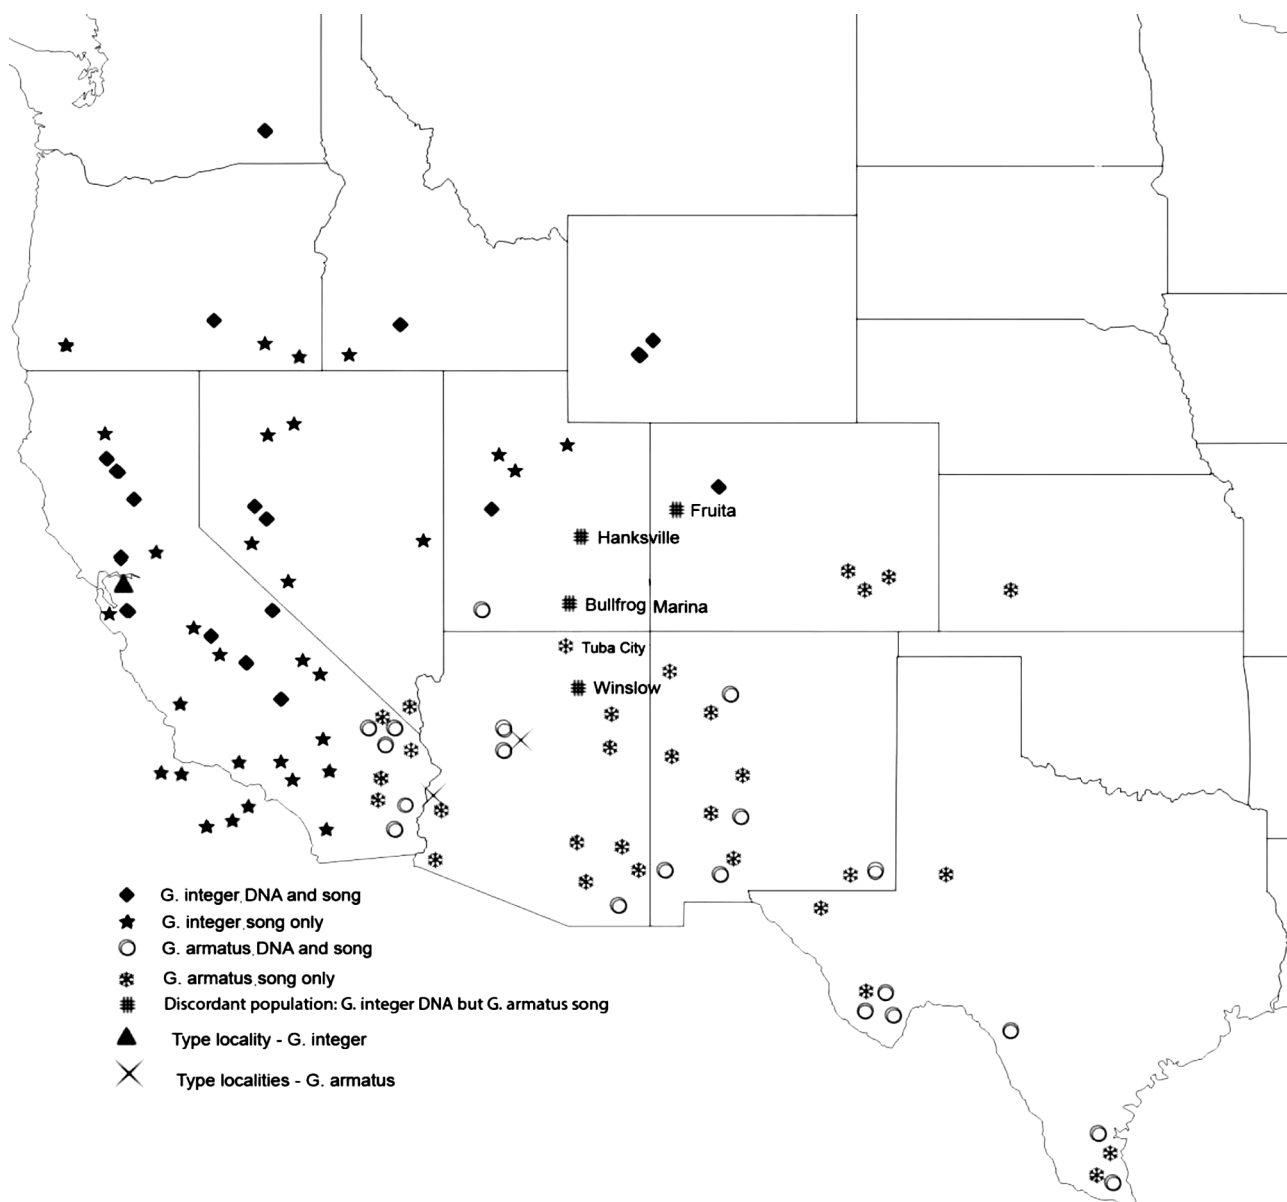 Fruita
Hanksville
Bullfrog Marina
Tuba City
Winslow
G. integer, DNA and song
G. integer, song only
G. armatus, DNA and song
G. armatus, song only
Discordant population: G. integer DNA but G. armatus song
Type locality - G. integer
Type localities - G. armatus